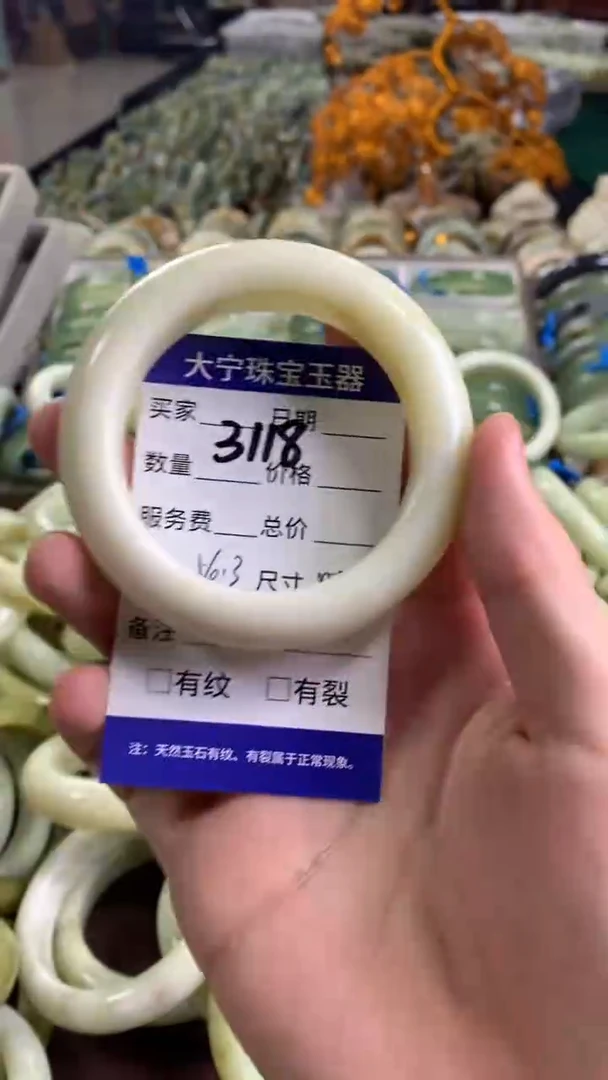 大宁珠宝玉器
买家 日期
3118
数量 价格
服务费 总价
尺寸
备注
□有纹 □有裂
注：天然玉石有纹、有裂属于正常现象。